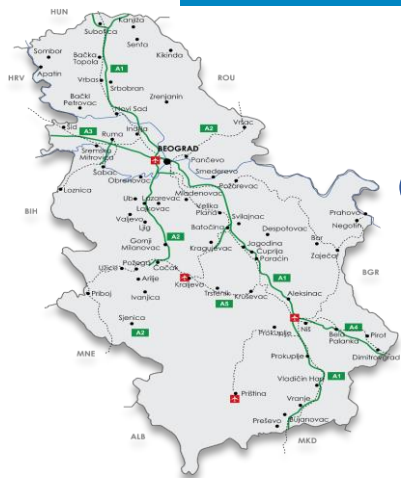 HUN
Kanjiža
Subotica
Senta
Sombor
Bačka
Topola
A1
Kikinda
HRV
Apatin
Vrbas
Srbobran
ROU
Bački
Petrovac
Zrenjanin
Novi Sad
Vršac
Šid
A3
Ruma
Inđija
A2
BEOGRAD
Sremska
Mitrovica
Pančevo
Šabac
Smederevo
Obrenovac
Požarevac
Loznica
Mladenovac
Ub
Lazarevac
Velika
Plana
BIH
Lajkovac
Svilajnac
Prahovo
Valjevo
Negotin
Ljig
Batočina
Despotovac
Gornji
Milanovac
A2
Jagodina
Bor
Kragujevac
Ćuprija
Zaječar
Paraćin
Požega
BGR
Užice
Čačak
A1
Arilje
Kraljevo
Aleksinac
Priboj
Ivanjica
Trstenik
Kruševac
A5
Sjenica
Niš
A4
A2
Prokuplje
Bela
Palanka
Pirot
MNE
Dimitrovgrad
Prokuplje
Vladičin Han
A1
Priština
Vranje
Bujanovac
Preševo
ALB
MKD